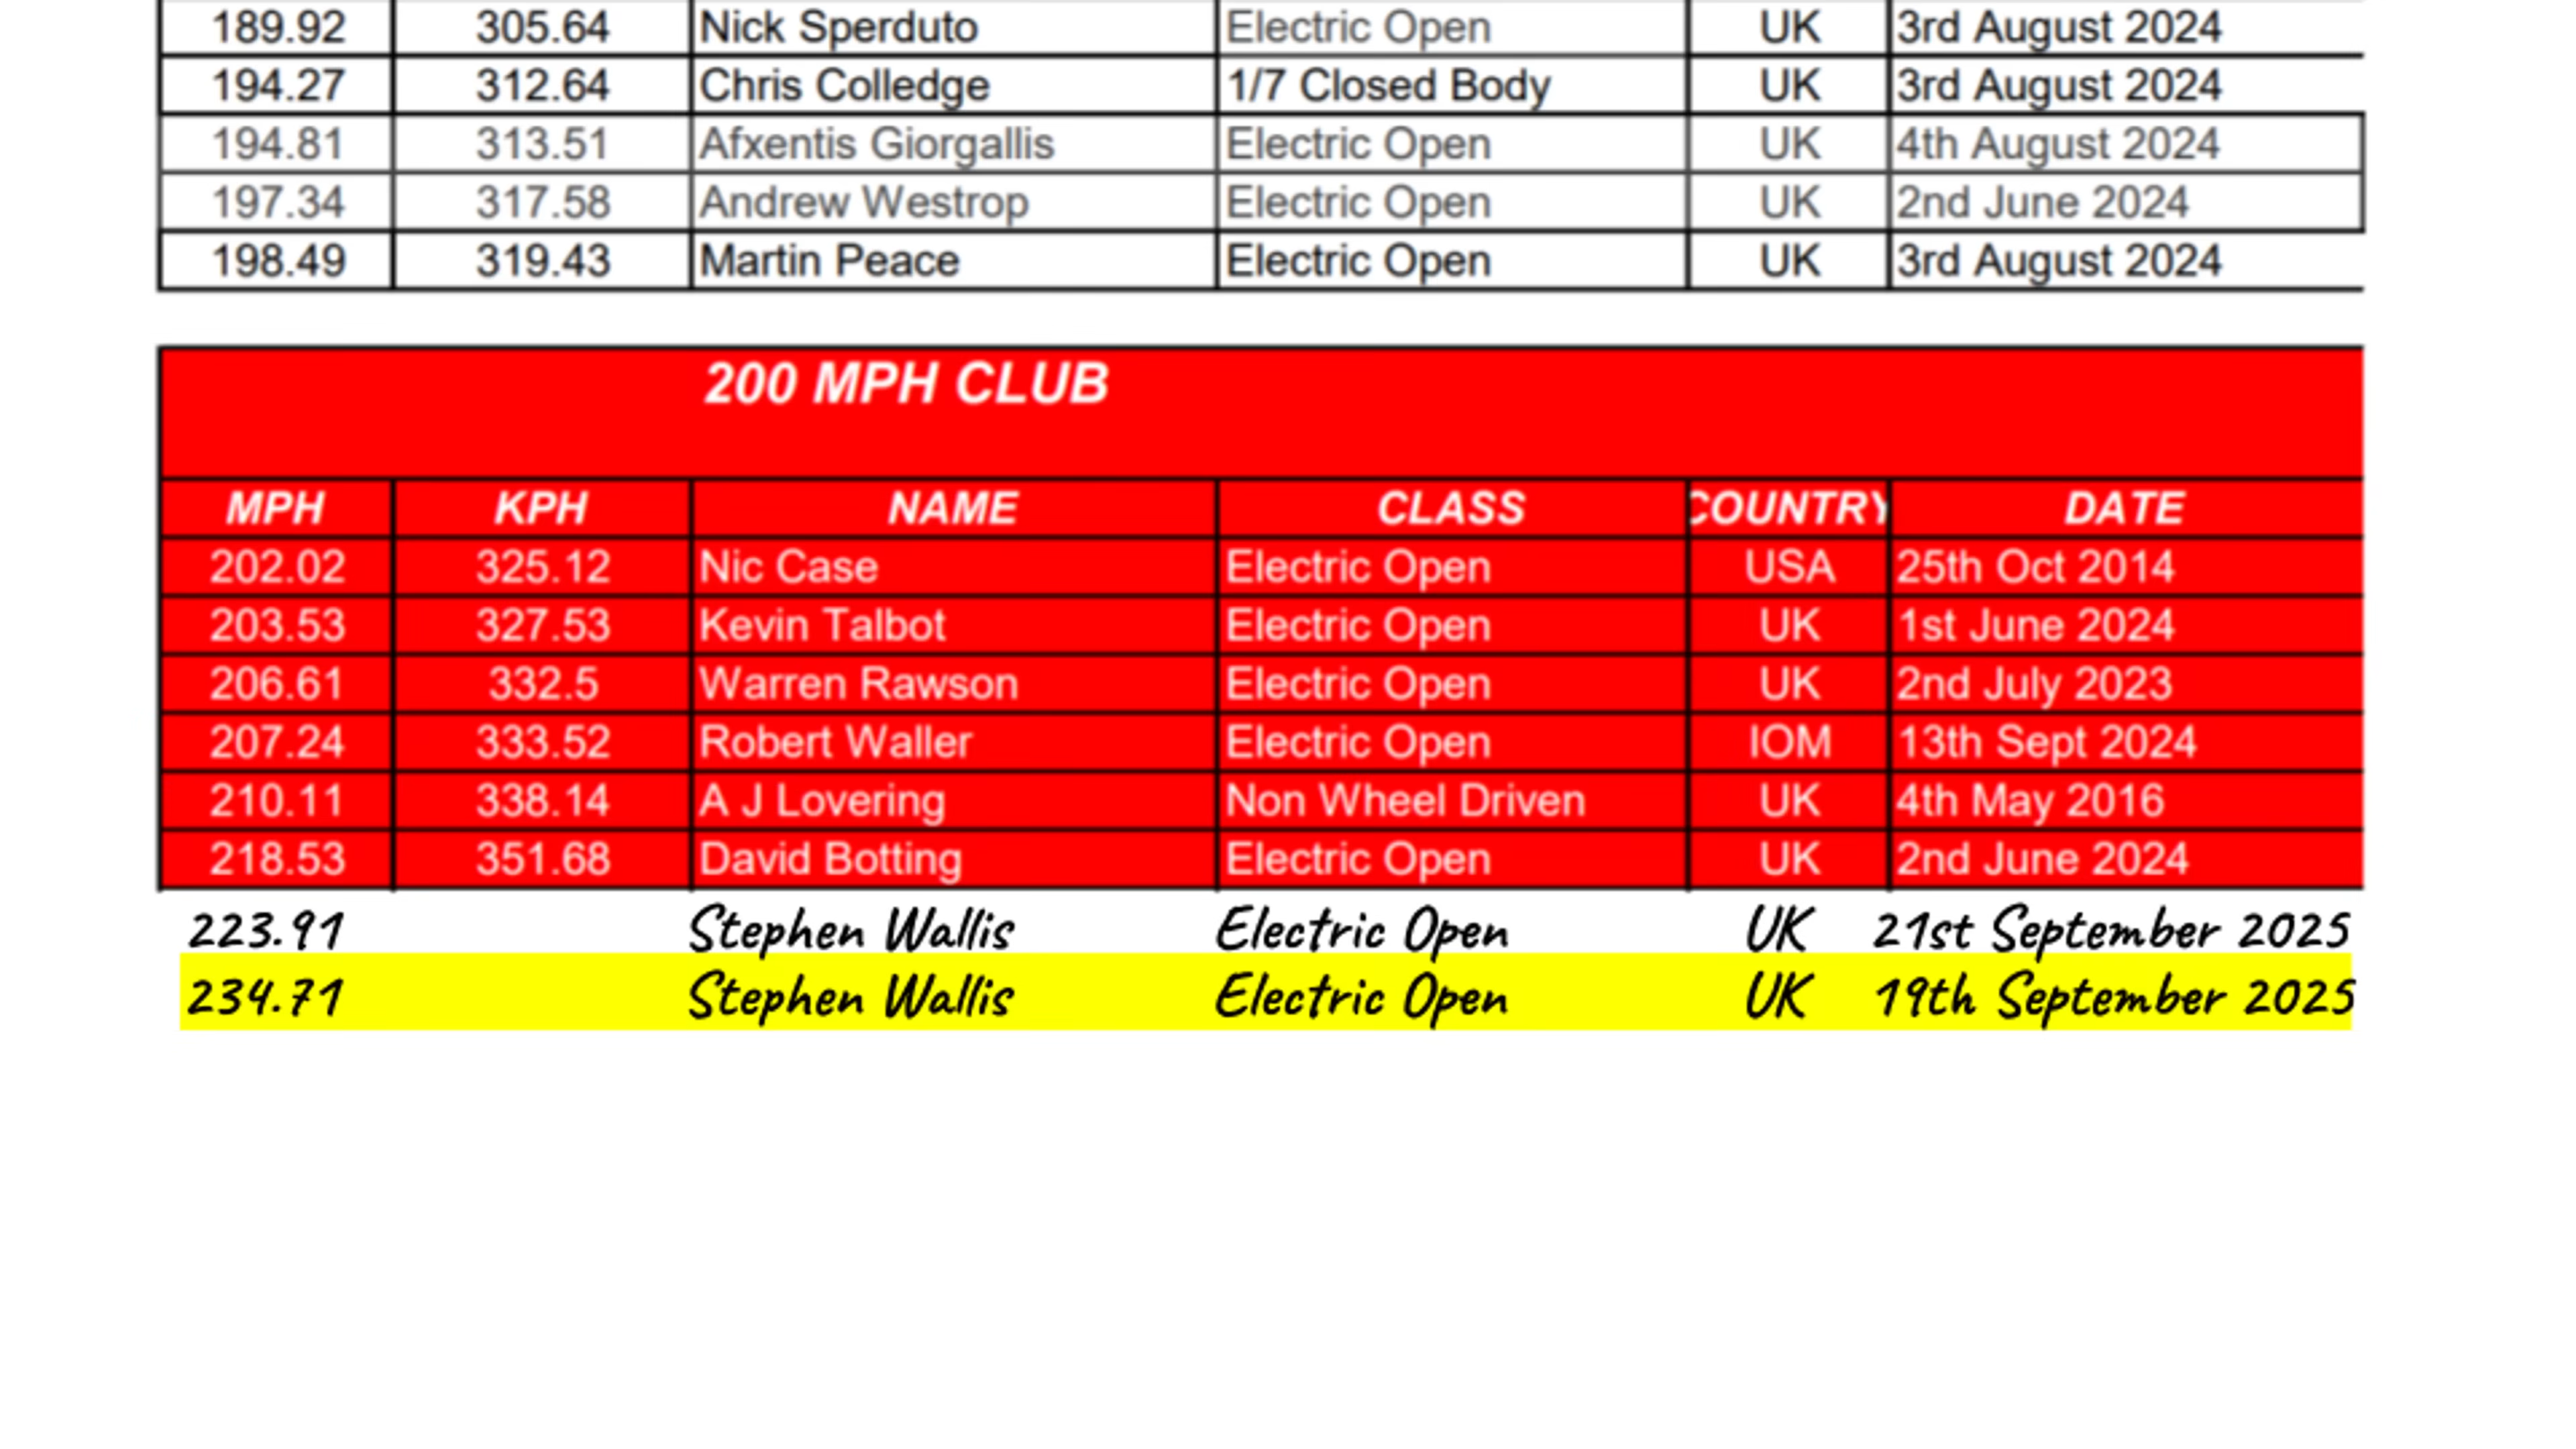 189.92 305.64 Nick Sperduto Electric Open UK 3rd August 2024
194.27 312.64 Chris Colledge 1/7 Closed Body UK 3rd August 2024
194.81 313.51 Afxentis Giorgallis Electric Open UK 4th August 2024
197.34 317.58 Andrew Westrop Electric Open UK 2nd June 2024
198.49 319.43 Martin Peace Electric Open UK 3rd August 2024
200 MPH CLUB
MPH KPH NAME CLASS COUNTRY DATE
202.02 325.12 Nic Case Electric Open USA 25th Oct 2014
203.53 327.53 Kevin Talbot Electric Open UK 1st June 2024
206.61 332.5 Warren Rawson Electric Open UK 2nd July 2023
207.24 333.52 Robert Waller Electric Open IOM 13th Sept 2024
210.11 338.14 A J Lovering Non Wheel Driven UK 4th May 2016
218.53 351.68 David Botting Electric Open UK 2nd June 2024
223.91 Stephen Wallis Electric Open UK 21st September 2025
234.71 Stephen Wallis Electric Open UK 19th September 2025